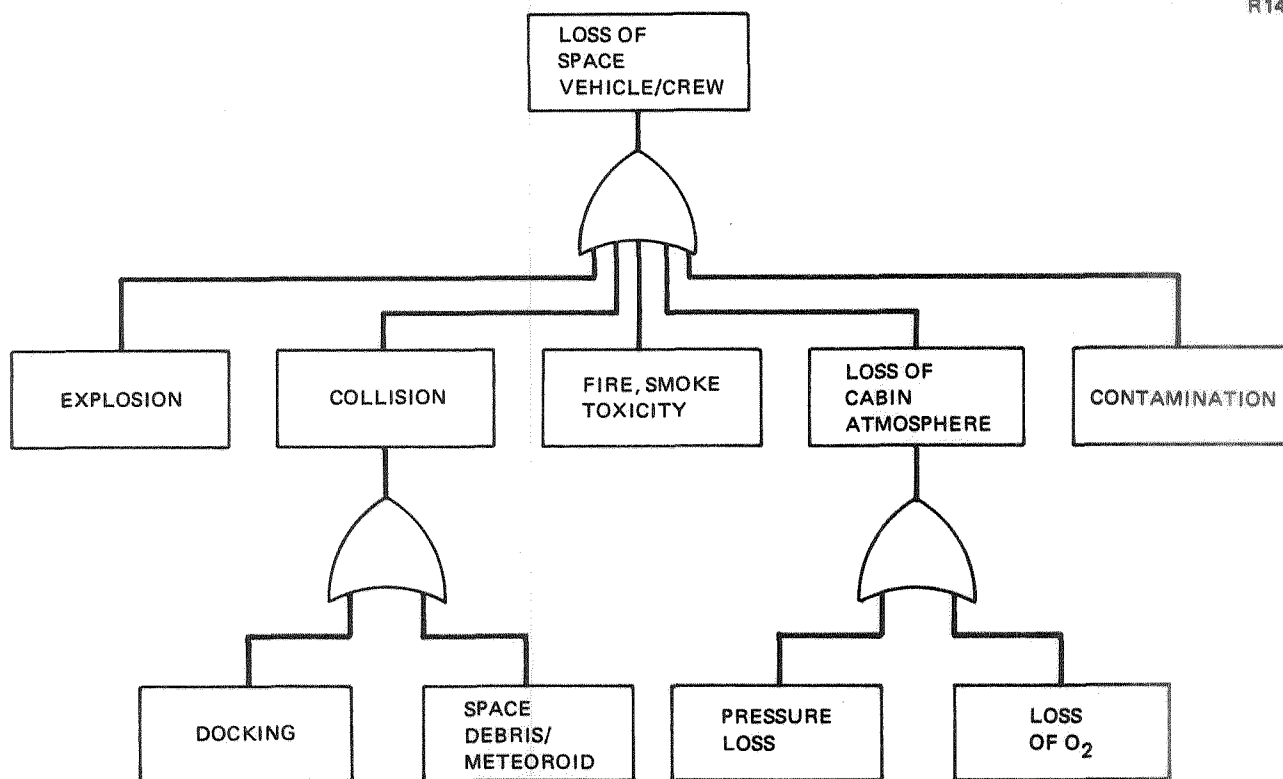 R14
LOSS OF
SPACE
VEHICLE/CREW
EXPLOSION
COLLISION
FIRE, SMOKE
TOXICITY
LOSS OF
CABIN
ATMOSPHERE
CONTAMINATION
DOCKING
SPACE
DEBRIS/
METEOROID
PRESSURE
LOSS
LOSS
OF O₂